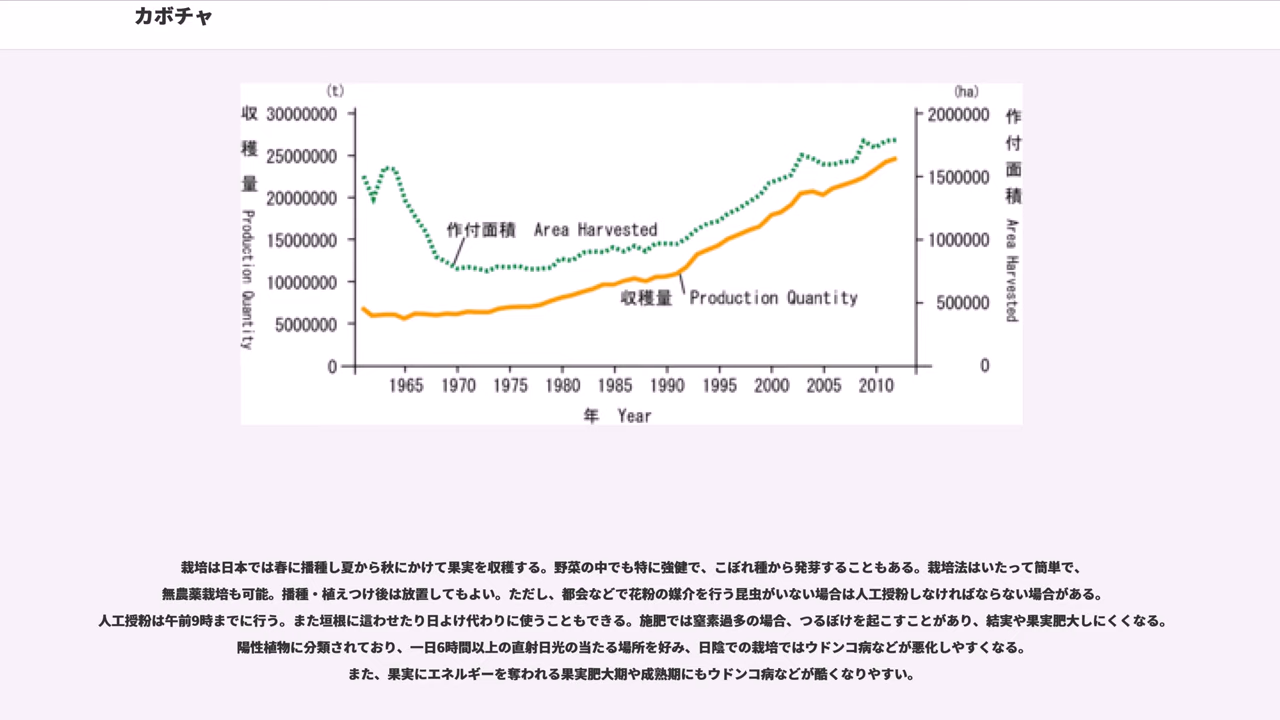 カボチャ
(t)
(ha)
収穫量 Production Quantity
30000000
25000000
20000000
15000000
10000000
5000000
0
作付面積 Area Harvested
収穫量 Production Quantity
2000000
1500000
1000000
500000
0
作付面積 Area Harvested
1965 1970 1975 1980 1985 1990 1995 2000 2005 2010
年 Year
栽培は日本では春に播種し夏から秋にかけて果実を収穫する。野菜の中でも特に強健で、こぼれ種から発芽することもある。栽培法はいたって簡単で、
無農薬栽培も可能。播種・植えつけ後は放置してもよい。ただし、都会などで花粉の媒介を行う昆虫がいない場合は人工授粉しなければならない場合がある。
人工授粉は午前9時までに行う。また垣根に這わせたり日よけ代わりに使うこともできる。施肥では窒素過多の場合、つるぼけを起こすことがあり、結実や果実肥大しにくくなる。
陽性植物に分類されており、一日6時間以上の直射日光の当たる場所を好み、日陰での栽培ではウドンコ病などが悪化しやすくなる。
また、果実にエネルギーを奪われる果実肥大期や成熟期にもウドンコ病などが酷くなりやすい。